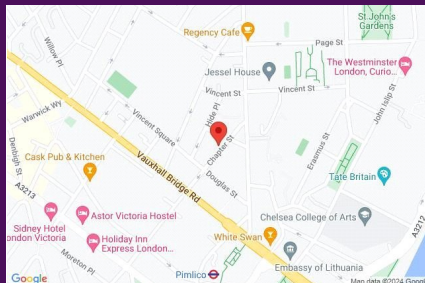 St John's
Gardens
Regency Cafe
Page St
Willow Pl
The Westminster
London, Curio...
Jessel House
Vincent St
Vincent St
Hide Pl
John Islip St
Warwick Wy
Vincent Square
Chapter St
Erasmus St
Denbigh St
Cask Pub & Kitchen
Vauxhall Bridge Rd
Douglas St
Tate Britain
A3213
Astor Victoria Hostel
Chelsea College of Arts
Sidney Hotel
ondon Victoria
Holiday Inn
Express London...
White Swan
A3212
Moreton Pl
Embassy of Lithuania
Pimlico
Google
Map data ©2024 Goog